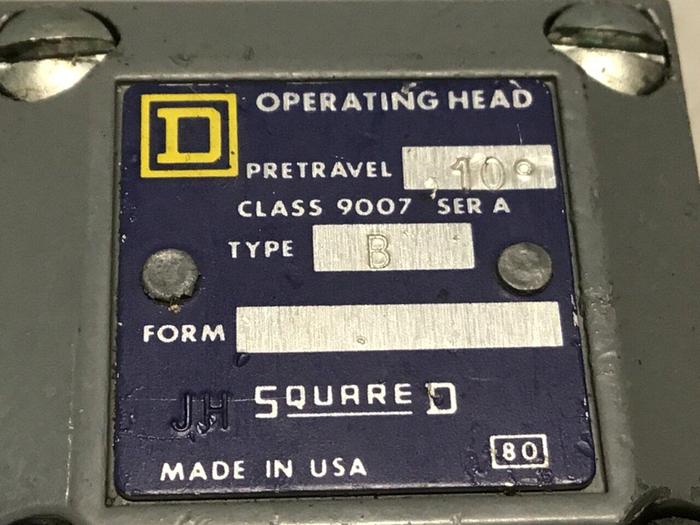 D OPERATING HEAD
PRETRAVEL 10°
CLASS 9007 SER A
TYPE B
FORM
JH SQUARE D
80
MADE IN USA